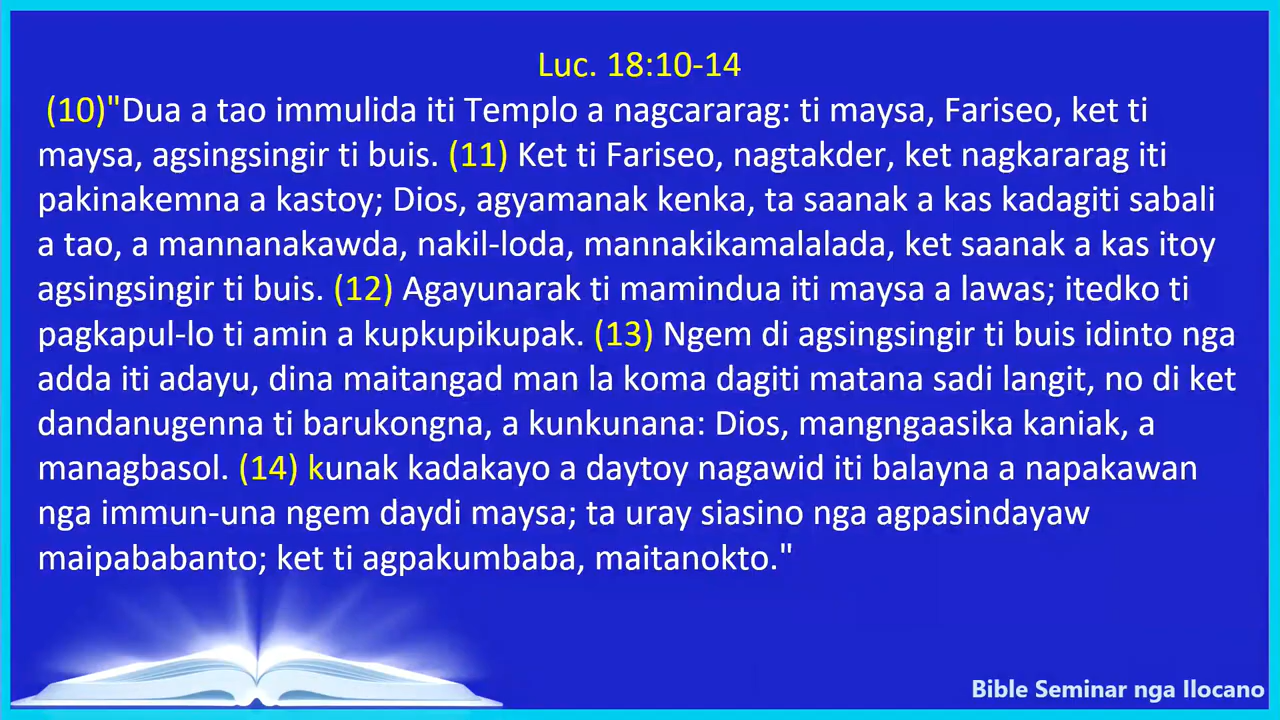 Luc. 18:10-14
(10)"Dua a tao immulida iti Templo a nagcararag: ti maysa, Fariseo, ket ti
maysa, agsingsingir ti buis. (11) Ket ti Fariseo, nagtakder, ket nagkararag iti
pakinakemna a kastoy; Dios, agyamanak kenka, ta saanak a kas kadagiti sabali
a tao, a mannanakawda, nakil-loda, mannakikamalalada, ket saanak a kas itoy
agsingsingir ti buis. (12) Agayunarak ti mamindua iti maysa a lawas; itedko ti
pagkapul-lo ti amin a kupkupikupak. (13) Ngem di agsingsingir ti buis idinto nga
adda iti adayu, dina maitangad man la koma dagiti matana sadi langit, no di ket
dandanugenna ti barukongna, a kunkunana: Dios, mangngaasika kaniak, a
managbasol. (14) kunak kadakayo a daytoy nagawid iti balayna a napakawan
nga immun-una ngem daydi maysa; ta uray siasino nga agpasindayaw
maipababanto; ket ti agpakumbaba, maitanokto."
Bible Seminar nga Ilocano